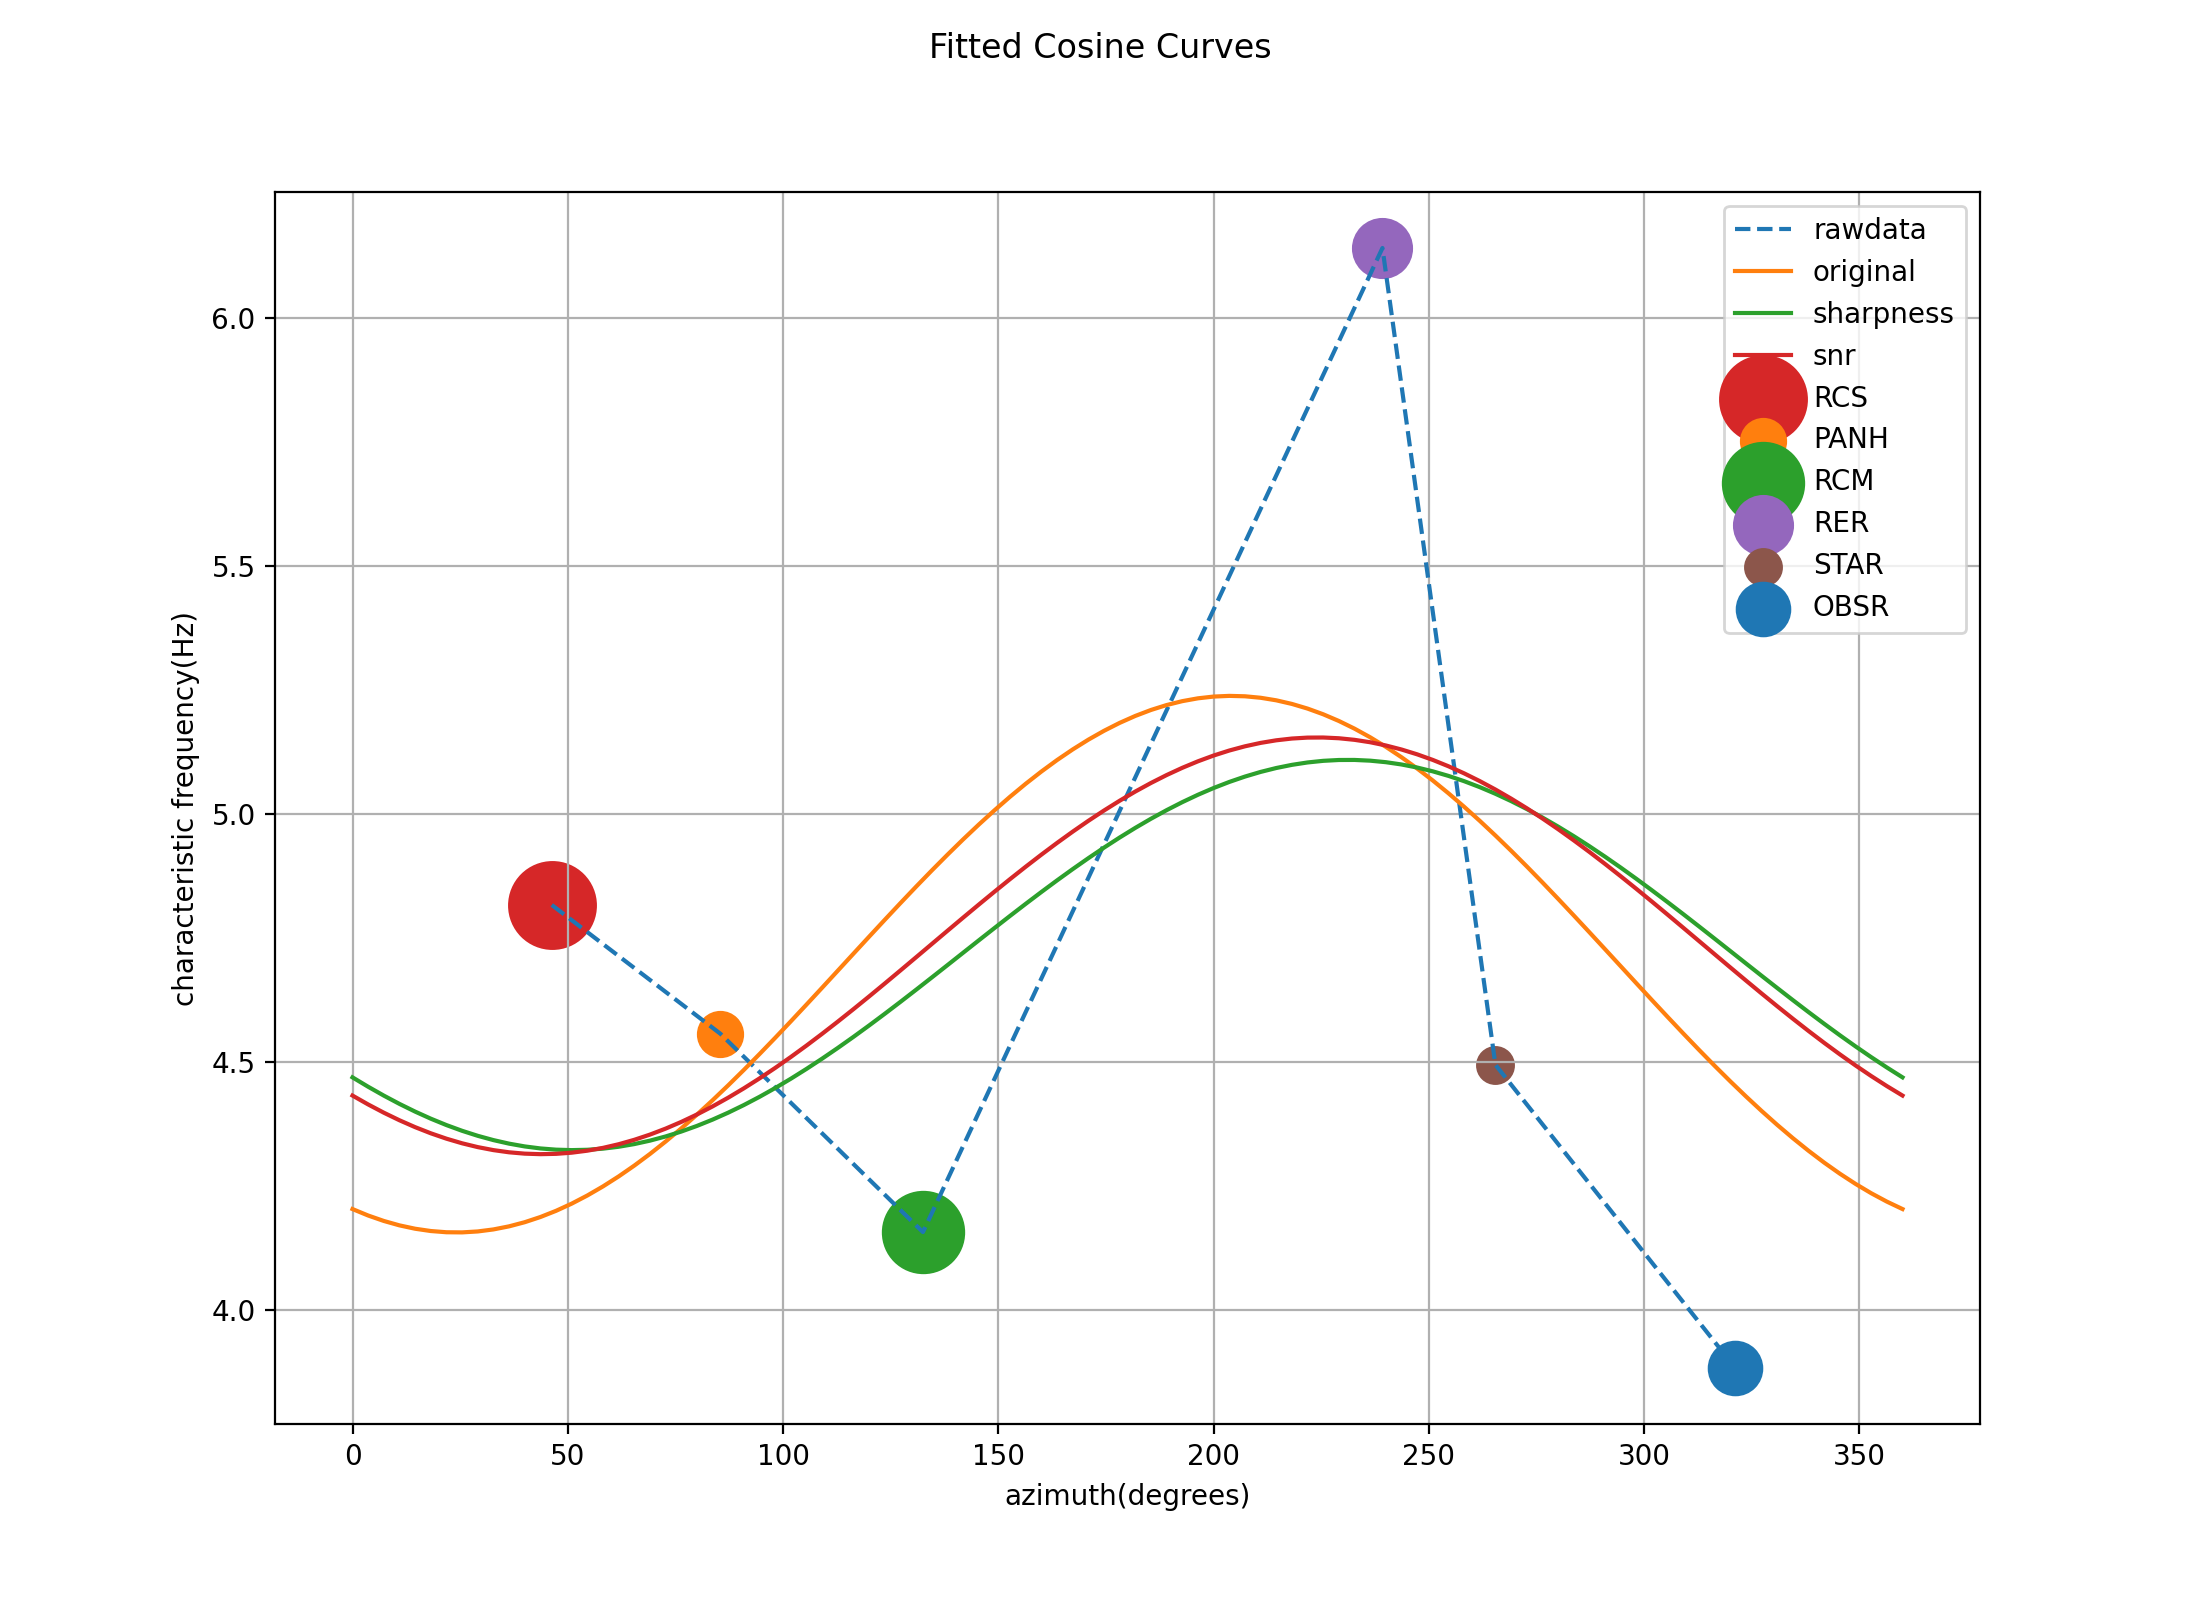 Fitted Cosine Curves
characteristic frequency(Hz)
6.0
5.5
5.0
4.5
4.0
rawdata
original
sharpness
snr
RCS
PANH
RCM
RER
STAR
OBSR
0 50 100 150 200 250 300 350
azimuth(degrees)